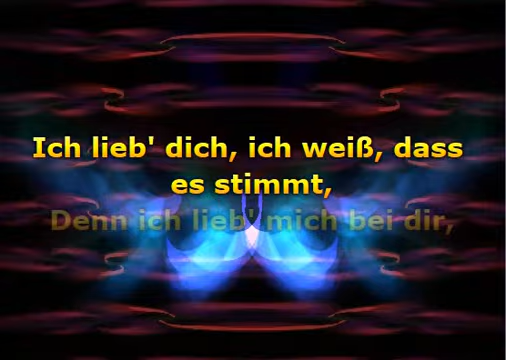 Ich lieb' dich, ich weiß, dass
es stimmt,
Denn ich lieb' mich bei dir,